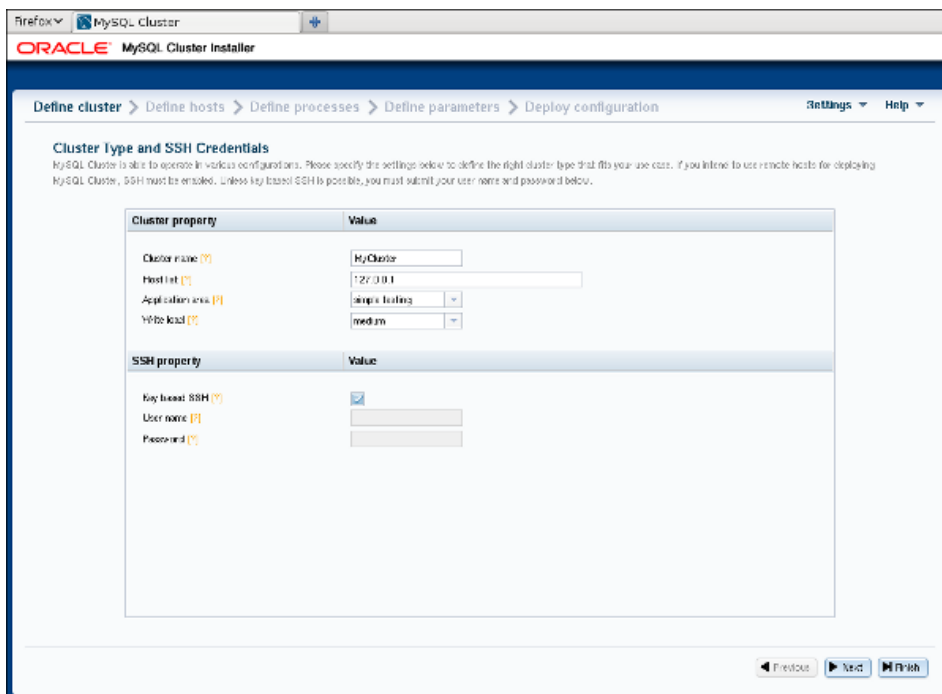 Firefox MySQL Cluster
ORACLE MySQL Cluster Installer
Define cluster > Define hosts > Define processes > Define parameters > Deploy configuration Settings Help
Cluster Type and SSH Credentials
MySQL Cluster is able to operate in various configurations. Please specify the settings below to define the right cluster type that fits your use case. If you intend to use remote hosts for deploying
MySQL Cluster, SSH must be enabled. Unless key based SSH is possible, you must submit your user name and password below.
Cluster property Value
Cluster name [?] MyCluster
Host list [?] 127.0.0.1
Application area [?] simple testing
Write load [?] medium
SSH property Value
Key based SSH [?]
User name [?]
Password [?]
Previous Next Finish